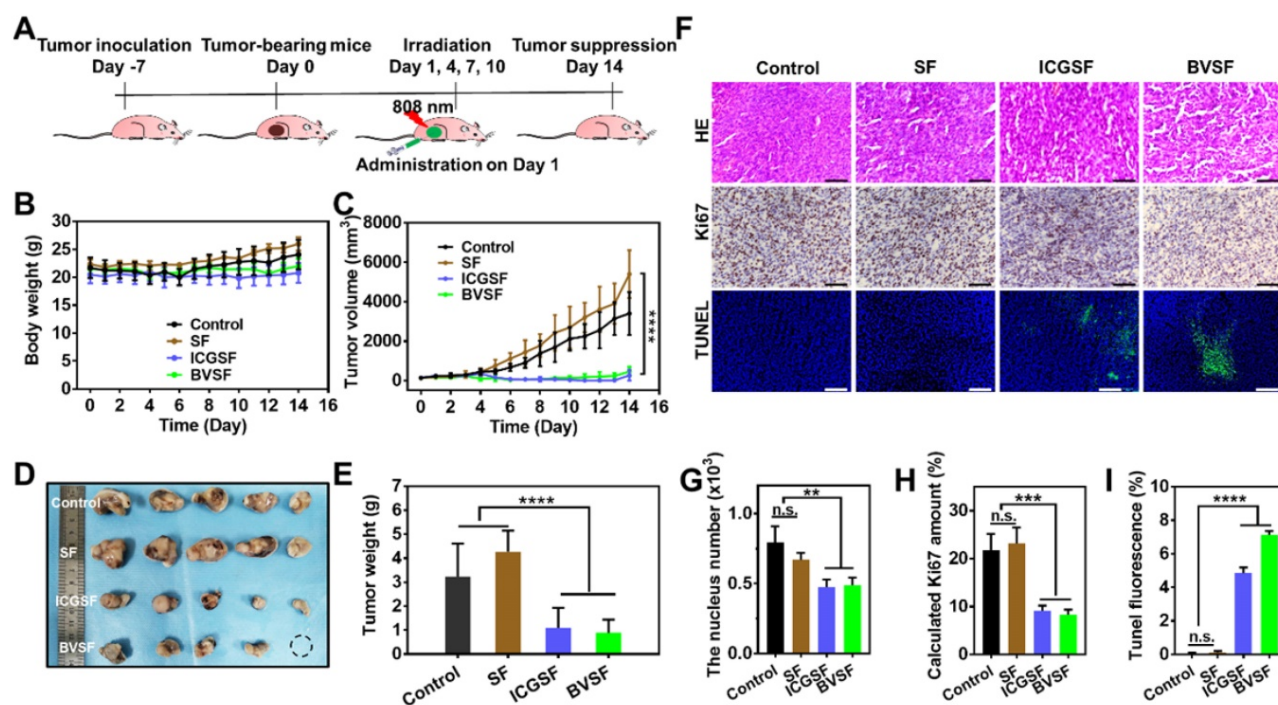 A
Tumor inoculation
Day -7
Tumor-bearing mice
Day 0
Irradiation
Day 1, 4, 7, 10
Tumor suppression
Day 14
808 nm
Administration on Day 1
B
Body weight (g)
30
25
20
15
10
5
0
Control
SF
ICGSF
BVSF
0 2 4 6 8 10 12 14 16
Time (Day)
C
Tumor volume (mm³)
8000
6000
4000
2000
0
Control
SF
ICGSF
BVSF
****
0 2 4 6 8 10 12 14 16
Time (Day)
D
Control
SF
ICGSF
BVSF
E
Tumor weight (g)
7
6
5
4
3
2
1
0
****
Control SF ICGSF BVSF
F
Control SF ICGSF BVSF
HE
Ki67
TUNEL
G
The nucleus number (x10³)
1.0
0.5
0.0
**
n.s.
Control SF ICGSF BVSF
H
Calculated Ki67 amount (%)
30
20
10
0
***
n.s.
Control SF ICGSF BVSF
I
Tunel fluorescence (%)
10
8
6
4
2
0
****
n.s.
Control SF ICGSF BVSF